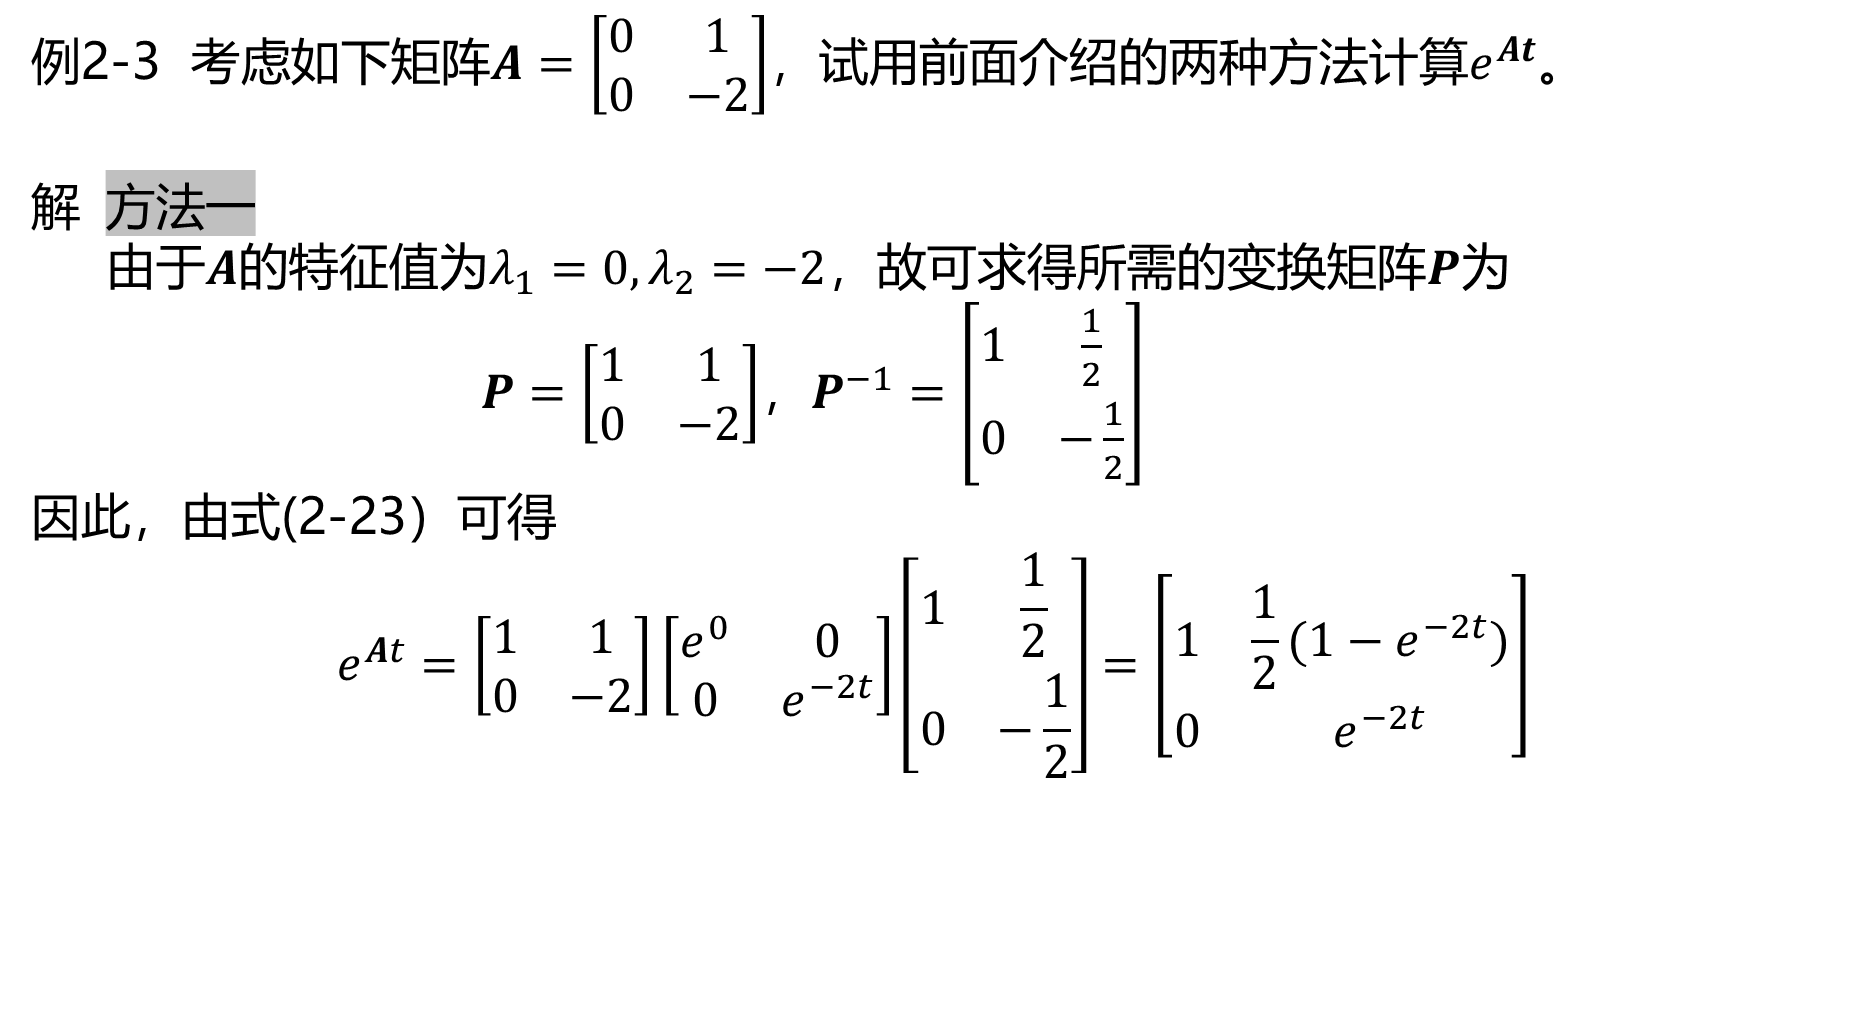 例2-3 考虑如下矩阵𝑨 = [0 1; 0 −2]，试用前面介绍的两种方法计算𝑒^{𝑨𝑡}。
解 方法一
由于𝑨的特征值为𝜆₁ = 0, 𝜆₂ = −2，故可求得所需的变换矩阵𝑷为
𝑷 = [1 1; 0 −2]，𝑷^{−1} = [1 1/2; 0 −1/2]
因此，由式(2-23）可得
𝑒^{𝑨𝑡} = [1 1; 0 −2] [𝑒^0 0; 0 𝑒^{−2𝑡}] [1 1/2; 0 −1/2] = [1 1/2(1 − 𝑒^{−2𝑡}); 0 𝑒^{−2𝑡}]